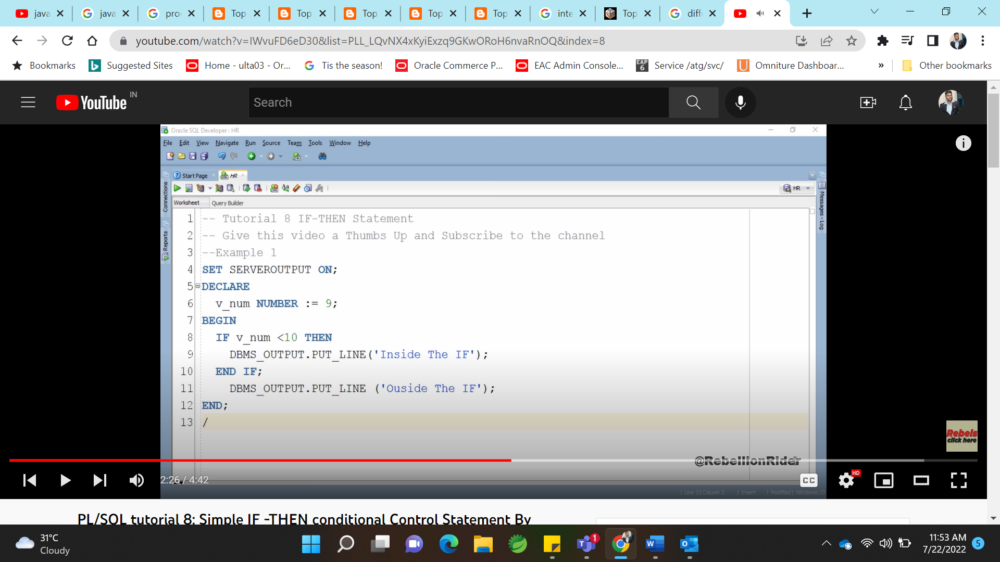 java
java
pro
Top
Top
Top
Top
Top
inte
Top
diff
youtube.com/watch?v=IWvuFD6eD30&list=PLL_LQvNX4xKyiExzq9GKwORoH6nvaRnOQ&index=8
Bookmarks Suggested Sites Home - ulta03 - Or... Tis the season! Oracle Commerce P... EAC Admin Console... Service /atg/svc/ Omniture Dashboar... » Other bookmarks
YouTube IN
Search
Oracle SQL Developer : HR
File Edit View Navigate Run Source Team Tools Window Help
Start Page HR
HR
Connections
Reports
Messages - Log
Worksheet Query Builder
1 -- Tutorial 8 IF-THEN Statement
2 -- Give this video a Thumbs Up and Subscribe to the channel
3 --Example 1
4 SET SERVEROUTPUT ON;
5 DECLARE
6 v_num NUMBER := 9;
7 BEGIN
8 IF v_num <10 THEN
9 DBMS_OUTPUT.PUT_LINE('Inside The IF');
10 END IF;
11 DBMS_OUTPUT.PUT_LINE ('Ouside The IF');
12 END;
13 /
Rebels
click here
@RebellionRider
2:26 / 4:42
CC
HD
| Line 13 Column 2 | Insert | Modified | Windows: C
PL/SQL tutorial 8: Simple IF -THEN conditional Control Statement By
31°C
Cloudy
1
11:53 AM
7/22/2022
5